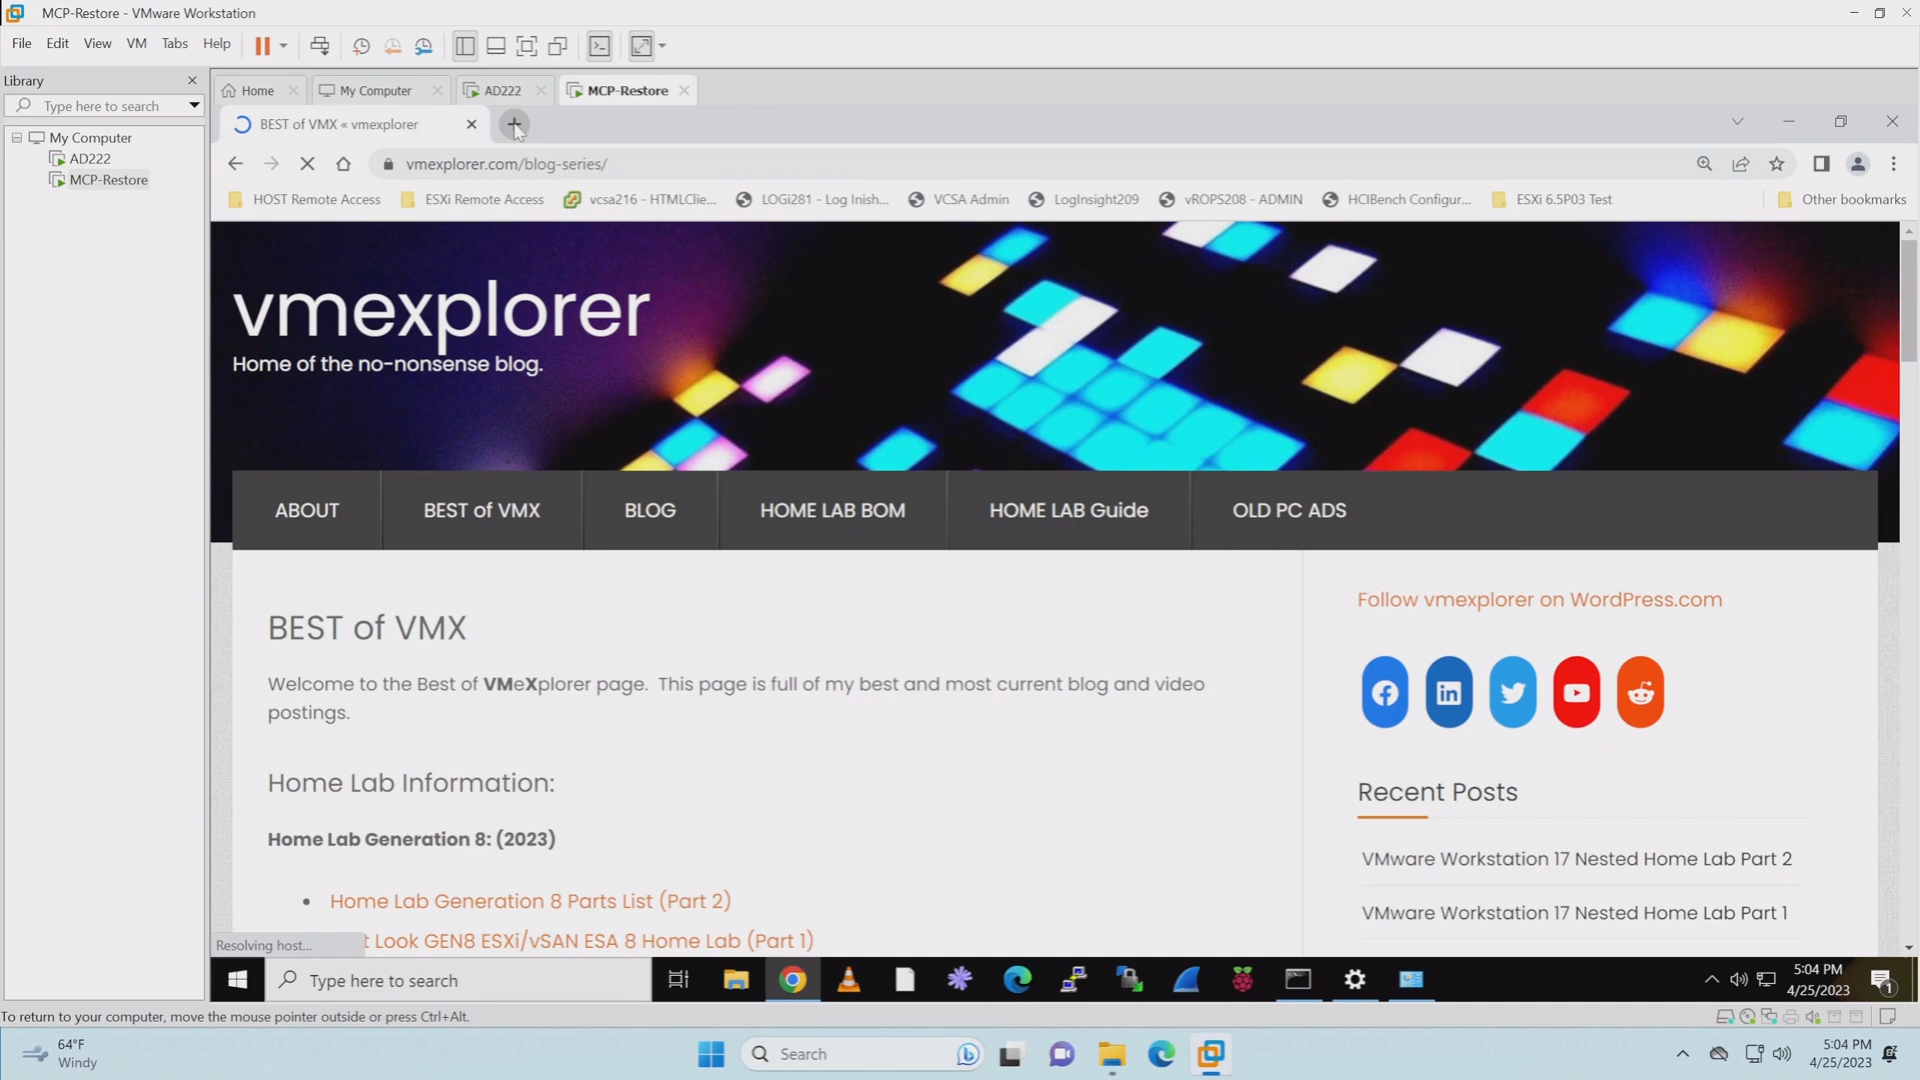 MCP-Restore - VMware Workstation
File Edit View VM Tabs Help
Library
Type here to search
My Computer
AD222
MCP-Restore
Home
My Computer
AD222
MCP-Restore
BEST of VMX « vmexplorer
vmexplorer.com/blog-series/
HOST Remote Access
ESXi Remote Access
vcsa216 - HTMLClie...
LOGi281 - Log Inish...
VCSA Admin
LogInsight209
vROPS208 - ADMIN
HCIBench Configur...
ESXi 6.5P03 Test
Other bookmarks
vmexplorer
Home of the no-nonsense blog.
ABOUT
BEST of VMX
BLOG
HOME LAB BOM
HOME LAB Guide
OLD PC ADS
BEST of VMX
Welcome to the Best of VMeXplorer page. This page is full of my best and most current blog and video
postings.
Home Lab Information:
Home Lab Generation 8: (2023)
• Home Lab Generation 8 Parts List (Part 2)
t Look GEN8 ESXi/vSAN ESA 8 Home Lab (Part 1)
Follow vmexplorer on WordPress.com
Recent Posts
VMware Workstation 17 Nested Home Lab Part 2
VMware Workstation 17 Nested Home Lab Part 1
Resolving host...
Type here to search
5:04 PM
4/25/2023
1
To return to your computer, move the mouse pointer outside or press Ctrl+Alt.
64°F
Windy
Search
5:04 PM
4/25/2023